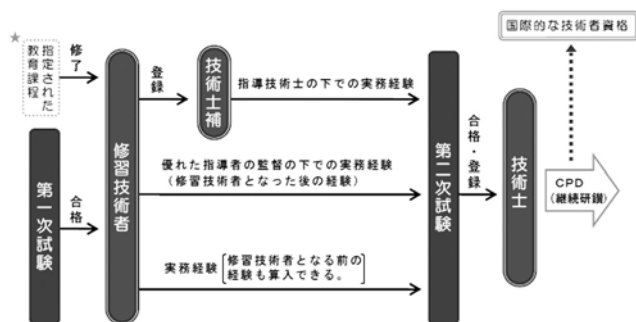 ★
指定された
教育課程
修了
第一次試験
合格
修習技術者
登録
技術士補
指導技術士の下での実務経験
優れた指導者の監督の下での実務経験
（修習技術者となった後の経験）
実務経験
修習技術者となる前の
経験も算入できる。
第二次試験
合格・登録
技術士
国際的な技術者資格
CPD
（継続研鑽）